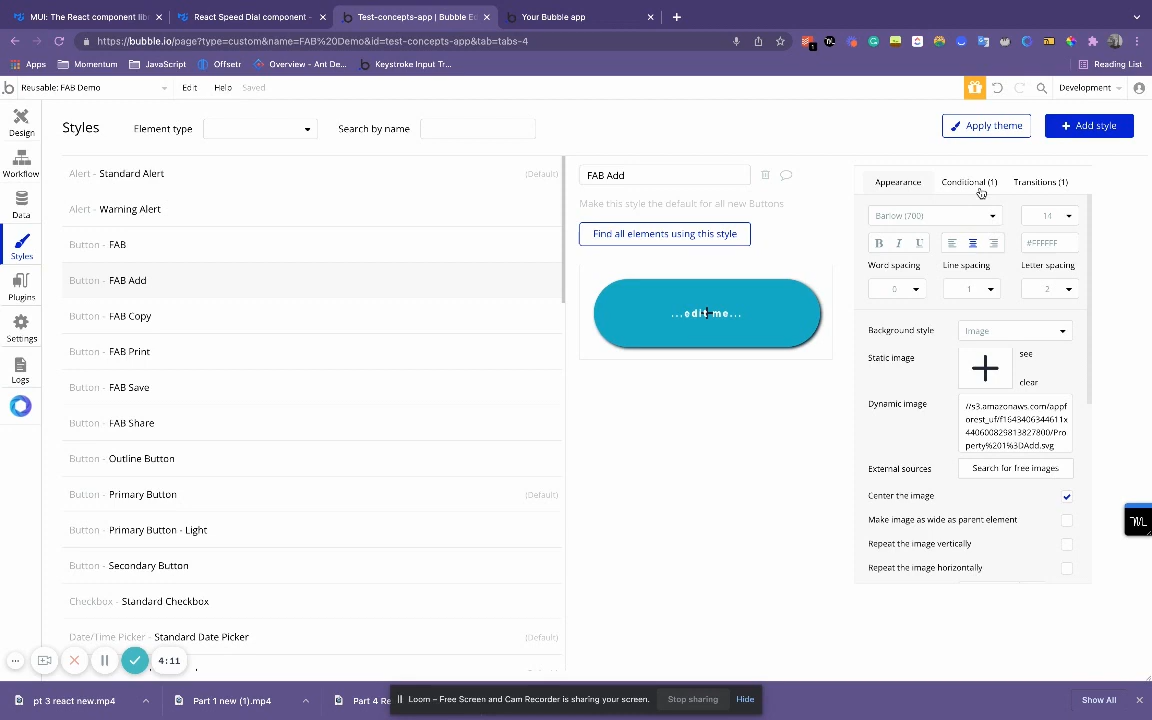 MUI: The React component libr
React Speed Dial component -
Test-concepts-app | Bubble Ed
Your Bubble app
https://bubble.io/page?type=custom&name=FAB%20Demo&id=test-concepts-app&tab=tabs-4
Apps
Momentum
JavaScript
Offsetr
Overview - Ant De...
Keystroke Input Tr...
Reading List
Reusable: FAB Demo
Edit
Help
Saved
Development
Design
Workflow
Data
Styles
Plugins
Settings
Logs
Styles
Element type
Search by name
Apply theme
+ Add style
Alert - Standard Alert
(Default)
Alert - Warning Alert
Button - FAB
Button - FAB Add
Button - FAB Copy
Button - FAB Print
Button - FAB Save
Button - FAB Share
Button - Outline Button
Button - Primary Button
(Default)
Button - Primary Button - Light
Button - Secondary Button
Checkbox - Standard Checkbox
Date/Time Picker - Standard Date Picker
(Default)
FAB Add
Make this style the default for all new Buttons
Find all elements using this style
...edit me...
Appearance
Conditional (1)
Transitions (1)
Barlow (700)
14
B I U
#FFFFFF
Word spacing
Line spacing
Letter spacing
0
1
2
Background style
Image
Static image
see
clear
Dynamic image
//s3.amazonaws.com/appf
orest_uf/f1643406344611x
440600829813827800/Pro
perty%201%3DAdd.svg
External sources
Search for free images
Center the image
Make image as wide as parent element
Repeat the image vertically
Repeat the image horizontally
4:11
pt 3 react new.mp4
Part 1 new (1).mp4
Part 4 Re
Loom – Free Screen and Cam Recorder is sharing your screen.
Stop sharing
Hide
Show All